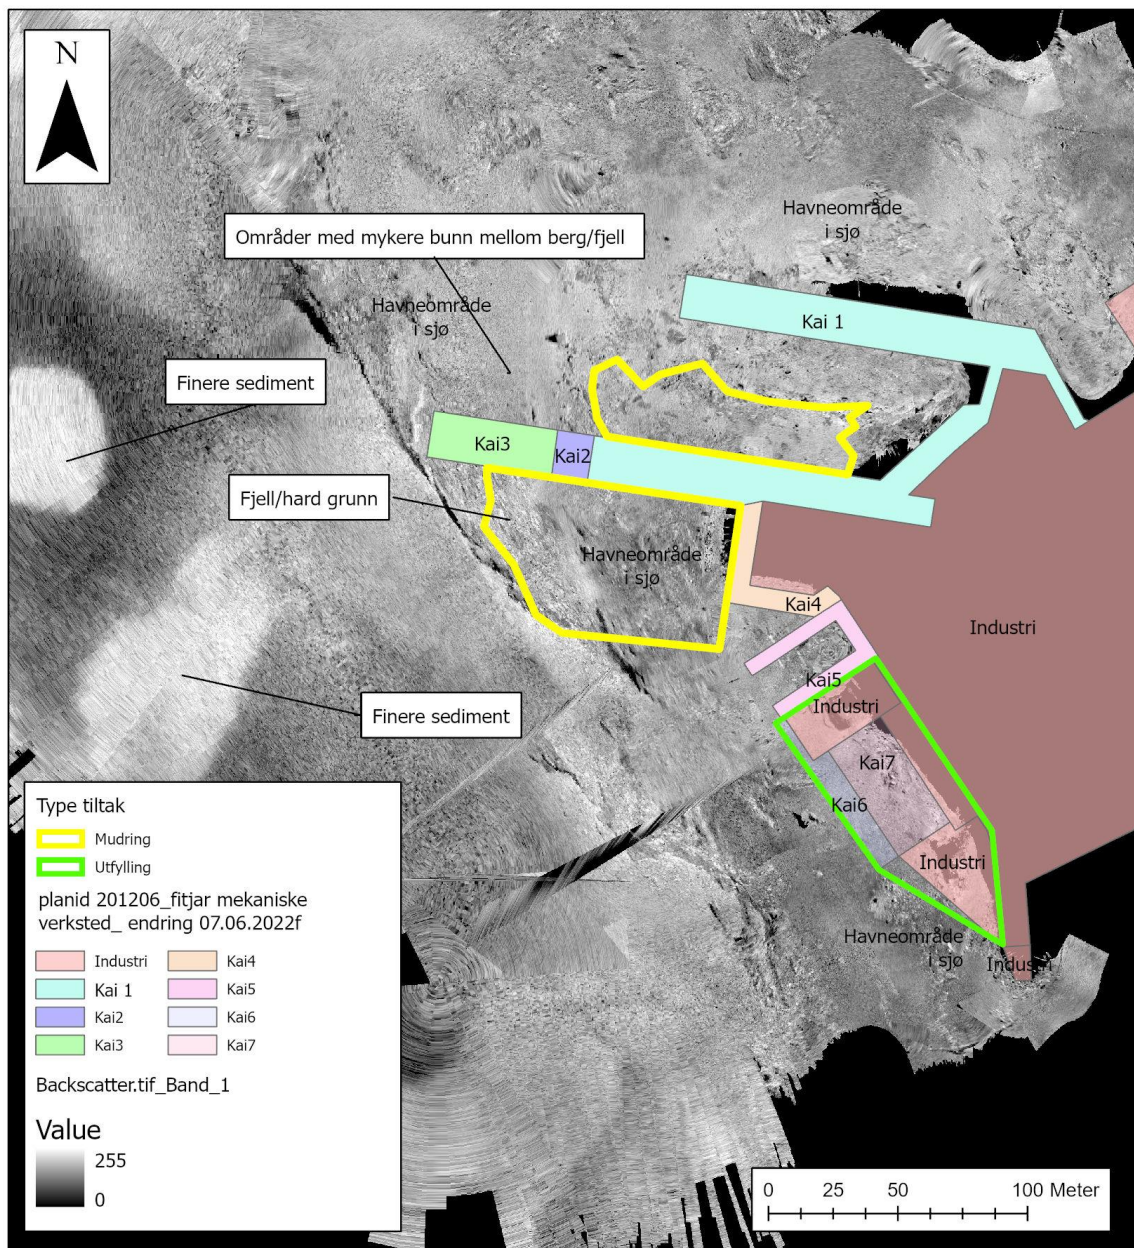 N
Havneområde
i sjø
Områder med mykere bunn mellom berg/fjell
Havneområde
i sjø
Kai 1
Finere sediment
Kai3
Kai2
Fjell/hard grunn
Havneområde
i sjø
Kai4
Industri
Kai5
Industri
Finere sediment
Kai7
Kai6
Industri
Havneområde
i sjø
Industri
Type tiltak
Mudring
Utfylling
planid 201206_fitjar mekaniske
verksted_ endring 07.06.2022f
Industri
Kai4
Kai 1
Kai5
Kai2
Kai6
Kai3
Kai7
Backscatter.tif_Band_1
Value
255
0
0 25 50 100 Meter